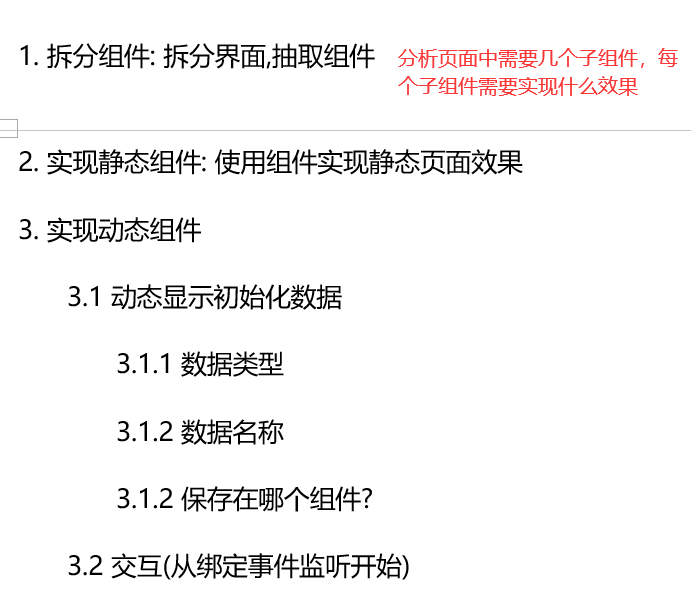 1. 拆分组件: 拆分界面,抽取组件
分析页面中需要几个子组件，每
个子组件需要实现什么效果
2. 实现静态组件: 使用组件实现静态页面效果
3. 实现动态组件
3.1 动态显示初始化数据
3.1.1 数据类型
3.1.2 数据名称
3.1.2 保存在哪个组件?
3.2 交互(从绑定事件监听开始)